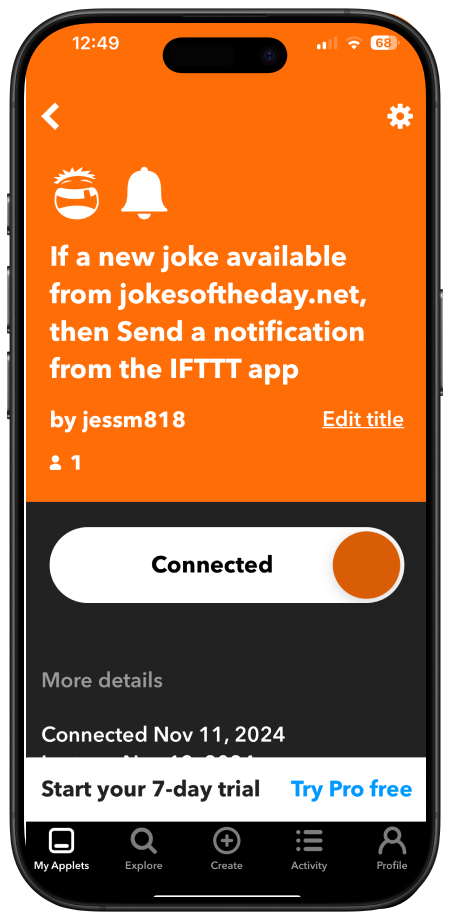 12:49
68
If a new joke available
from jokesoftheday.net,
then Send a notification
from the IFTTT app
by jessm818
Edit title
1
Connected
More details
Connected Nov 11, 2024
Start your 7-day trial
Try Pro free
My Applets
Explore
Create
Activity
Profile